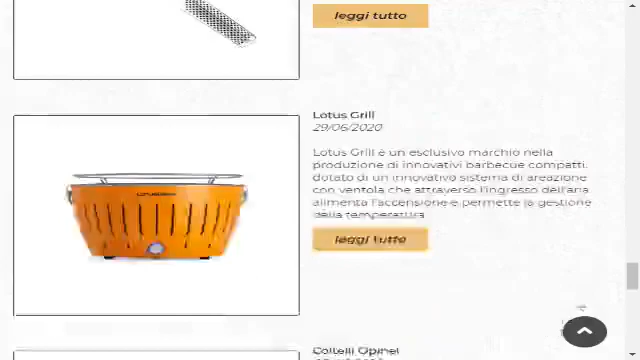 leggi tutto
Lotus Grill
29/06/2020
Lotus Grill è un esclusivo marchio nella
produzione di innovativi barbecue compatti,
dotato di un innovativo sistema di areazione
con ventola che attraverso l'ingresso dell'aria
alimenta l'accensione e permette la gestione
della temperatura
leggi tutto
Coltelli Opinel